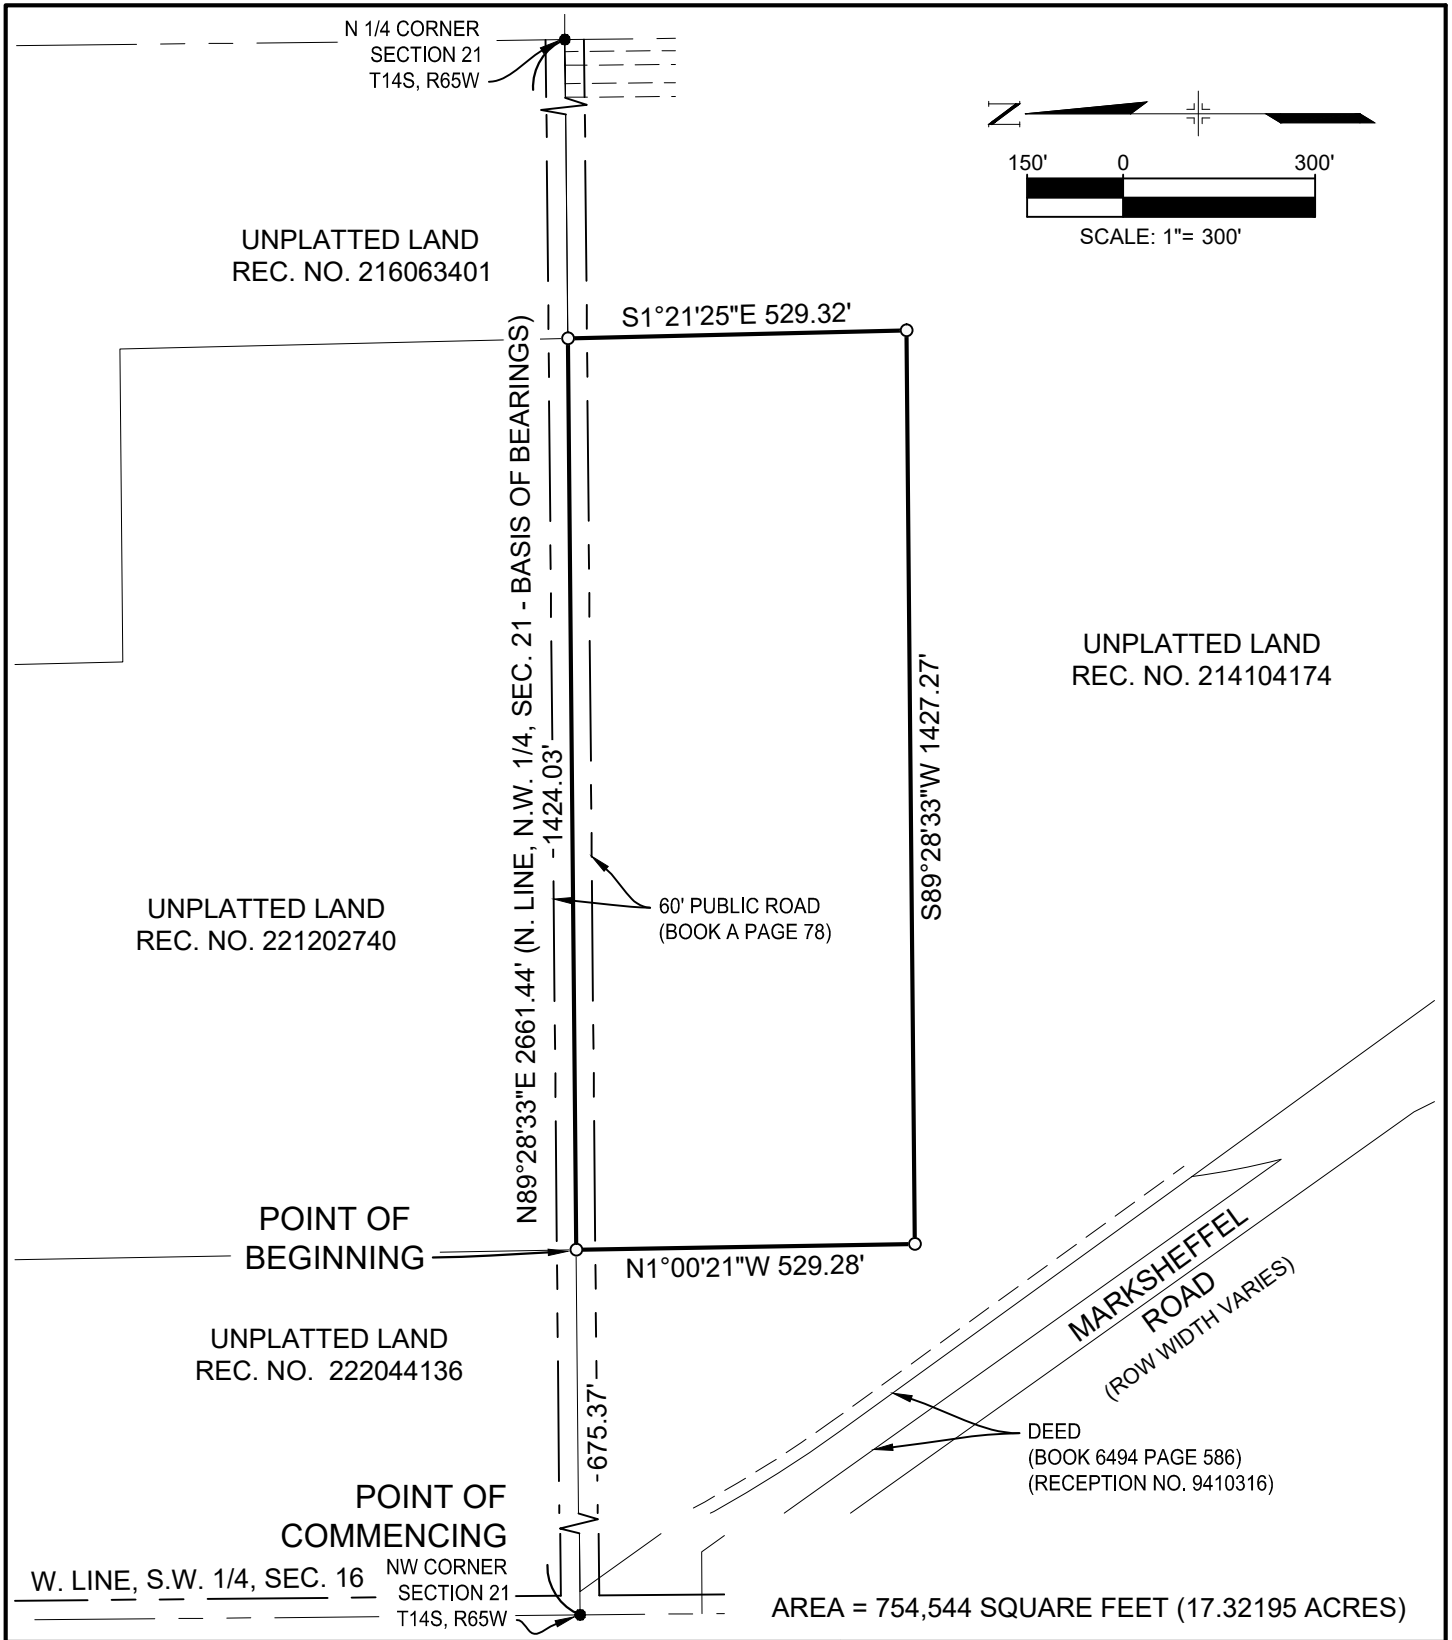 N 1/4 CORNER
SECTION 21
T14S, R65W
N
150' 0 300'
SCALE: 1"= 300'
UNPLATTED LAND
REC. NO. 216063401
S1°21'25"E 529.32'
N89°28'33"E 2661.44' (N. LINE, N.W. 1/4, SEC. 21 - BASIS OF BEARINGS)
1424.03'
UNPLATTED LAND
REC. NO. 214104174
S89°28'33"W 1427.27'
60' PUBLIC ROAD
(BOOK A PAGE 78)
UNPLATTED LAND
REC. NO. 221202740
POINT OF
BEGINNING
N1°00'21"W 529.28'
MARKSHEFFEL
ROAD
(ROW WIDTH VARIES)
UNPLATTED LAND
REC. NO. 222044136
675.37'
DEED
(BOOK 6494 PAGE 586)
(RECEPTION NO. 9410316)
POINT OF
COMMENCING
NW CORNER
SECTION 21
T14S, R65W
W. LINE, S.W. 1/4, SEC. 16
AREA = 754,544 SQUARE FEET (17.32195 ACRES)